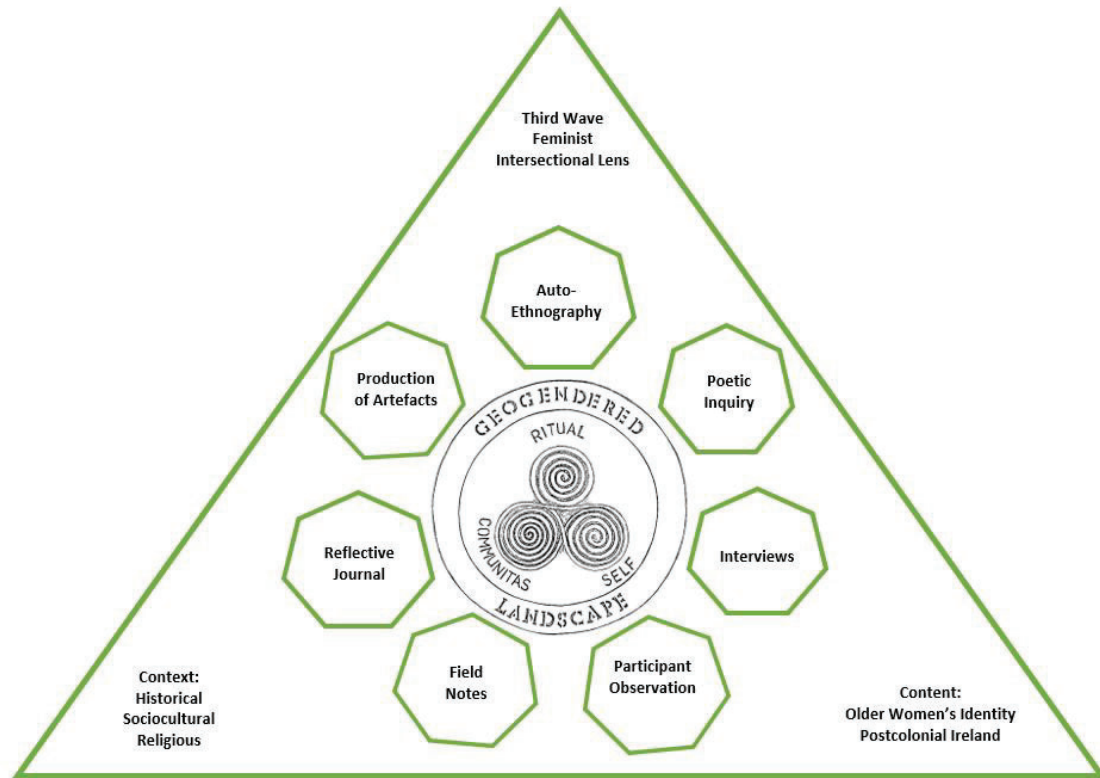 Third Wave
Feminist
Intersectional Lens
Auto-
Ethnography
Production
of Artefacts
Poetic
Inquiry
GEOGENDERED
RITUAL
COMMUNITAS
SELF
LANDSCAPE
Reflective
Journal
Interviews
Field
Notes
Participant
Observation
Context:
Historical
Sociocultural
Religious
Content:
Older Women’s Identity
Postcolonial Ireland